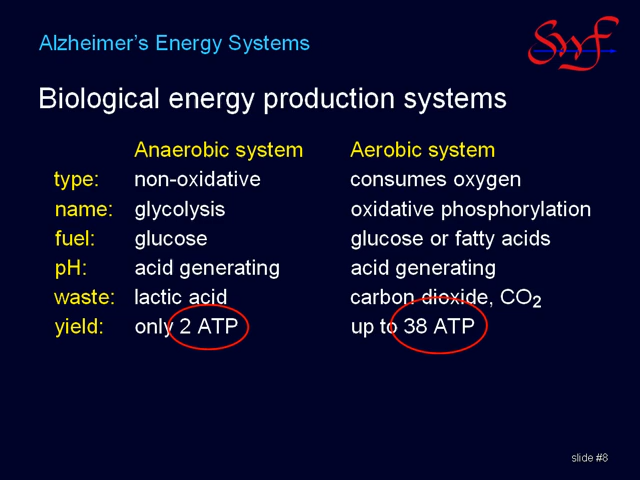 Alzheimer's Energy Systems
Swf
Biological energy production systems
Anaerobic system Aerobic system
type: non-oxidative consumes oxygen
name: glycolysis oxidative phosphorylation
fuel: glucose glucose or fatty acids
pH: acid generating acid generating
waste: lactic acid carbon dioxide, CO2
yield: only 2 ATP up to 38 ATP
slide #8